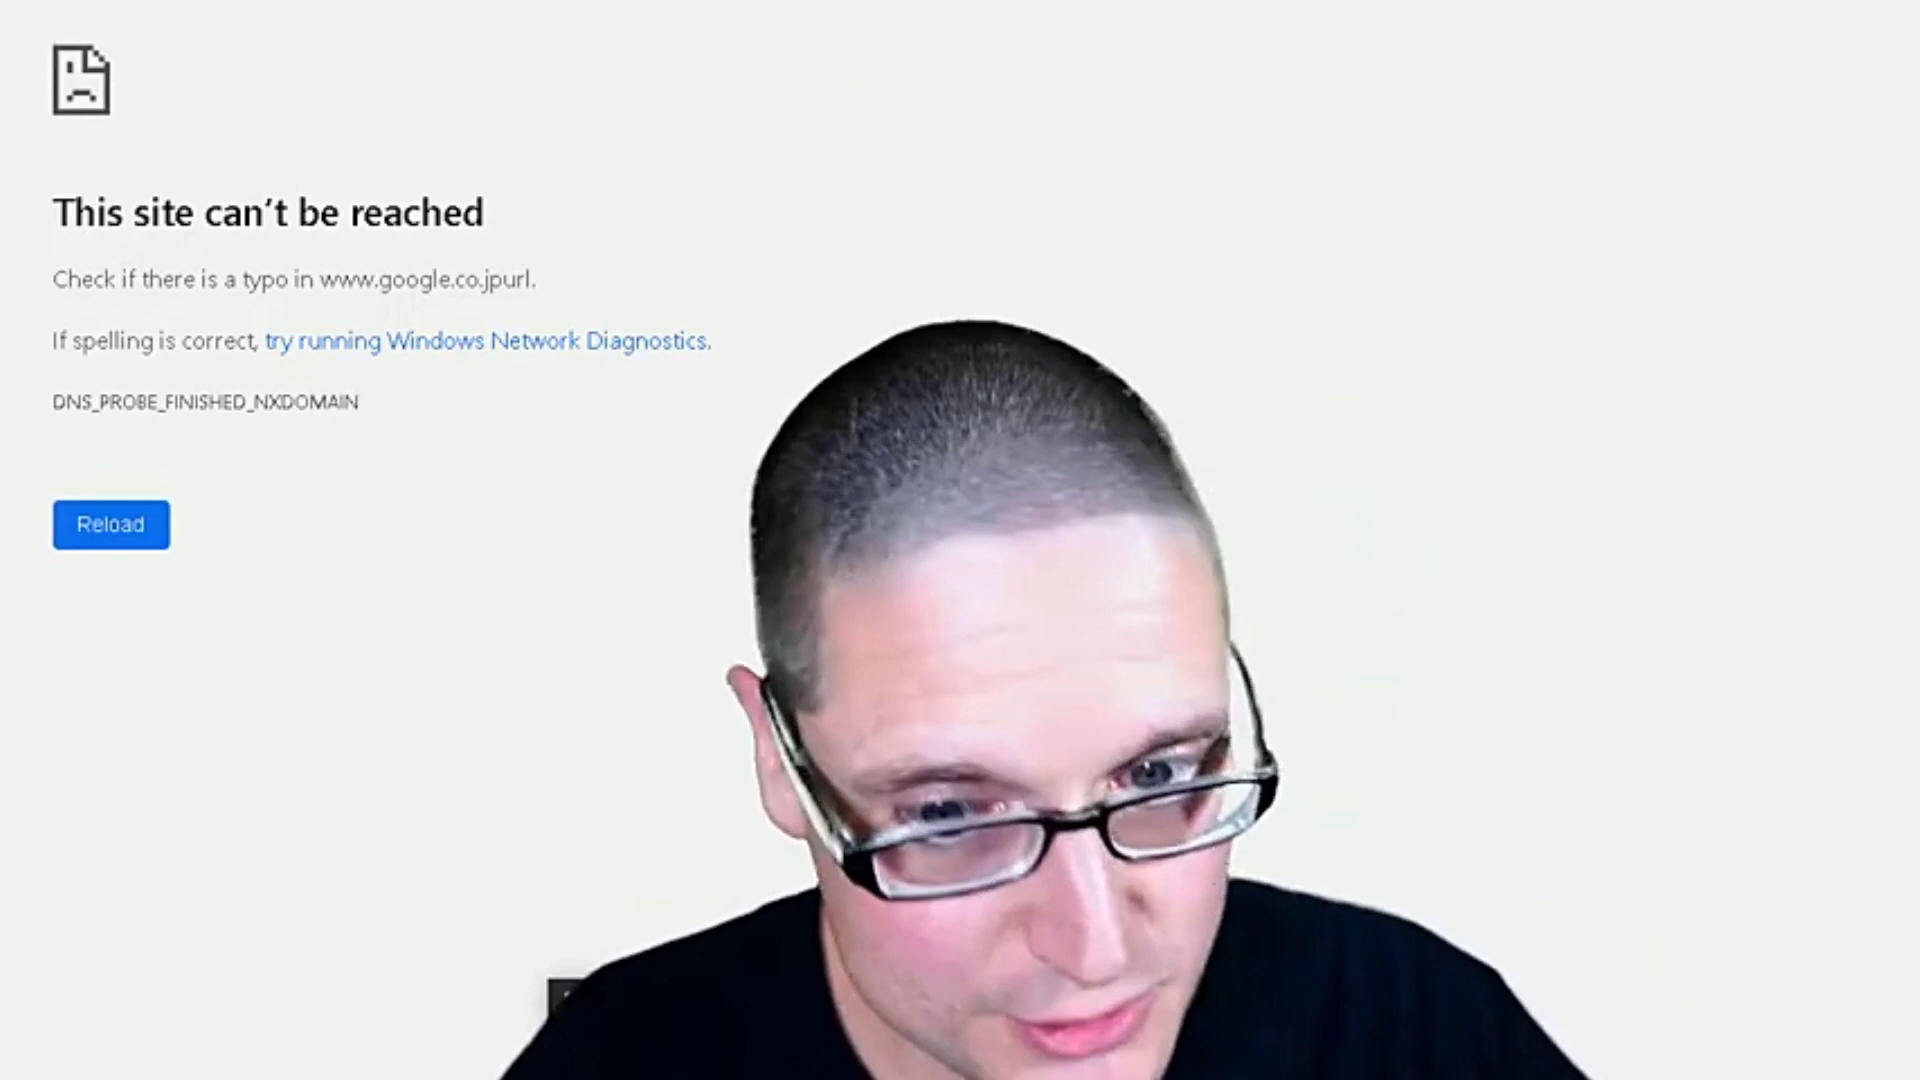 This site can't be reached
Check if there is a typo in www.google.co.jpurl.
If spelling is correct, try running Windows Network Diagnostics.
DNS_PROBE_FINISHED_NXDOMAIN
Reload